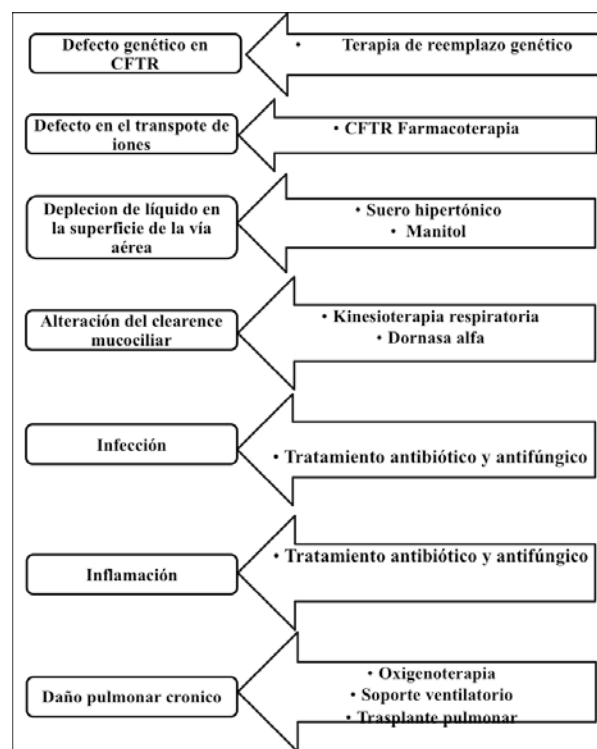 Defecto genético en
CFTR
• Terapia de reemplazo genético
Defecto en el transpote de
iones
• CFTR Farmacoterapia
Deplecion de líquido en
la superficie de la vía
aérea
• Suero hipertónico
• Manitol
Alteración del clearence
mucociliar
• Kinesioterapia respiratoria
• Dornasa alfa
Infección
• Tratamiento antibiótico y antifúngico
Inflamación
• Tratamiento antibiótico y antifúngico
Daño pulmonar cronico
• Oxigenoterapia
• Soporte ventilatorio
• Trasplante pulmonar